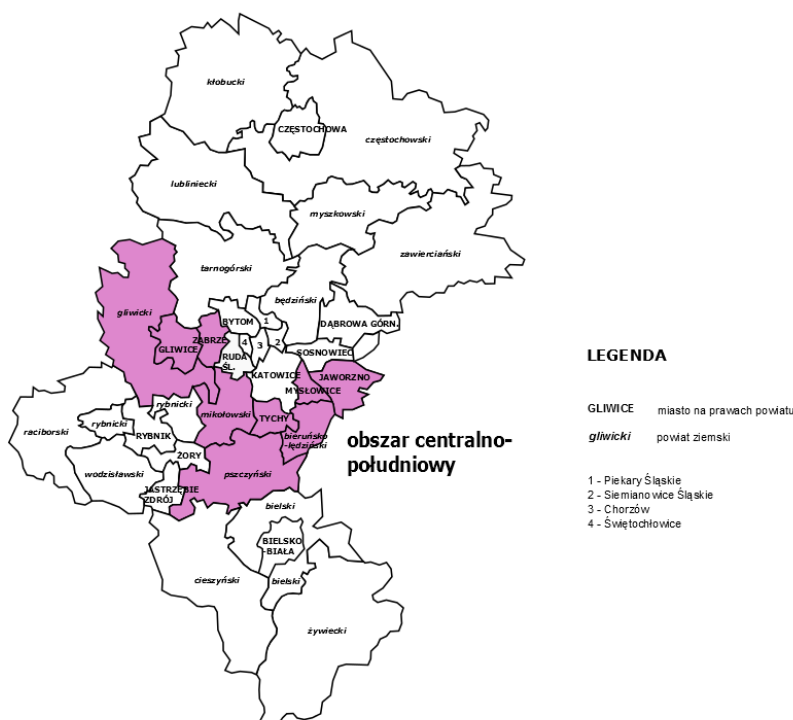 kłobucki
CZĘSTOCHOWA
częstochowski
lubliniecki
myszkowski
zawierciański
tarnogórski
będziński
gliwicki
BYTOM
1
DĄBROWA GÓRN.
ZABRZE
4
3
2
GLIWICE
RUDA
ŚL.
SOSNOWIEC
KATOWICE
JAWORZNO
MYSŁOWICE
rybnicki
mikołowski
TYCHY
rybnicki
raciborski
RYBNIK
bieruńsko
-lędziński
obszar centralno-
południowy
ŻORY
wodzisławski
pszczyński
JASTRZĘBIE
ZDRÓJ
bielski
BIELSKO
-BIAŁA
cieszyński
bielski
żywiecki
LEGENDA
GLIWICE miasto na prawach powiatu
gliwicki powiat ziemski
1 - Piekary Śląskie
2 - Siemianowice Śląskie
3 - Chorzów
4 - Świętochłowice